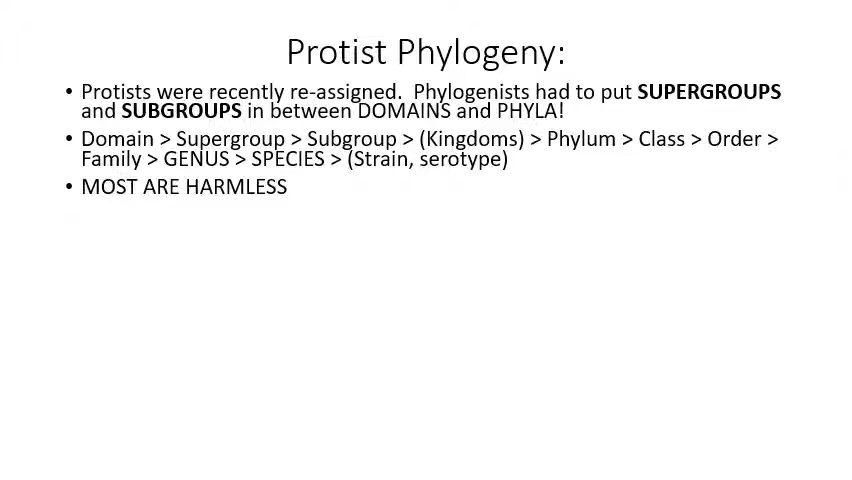 Protist Phylogeny:
• Protists were recently re-assigned.  Phylogenists had to put SUPERGROUPS
and SUBGROUPS in between DOMAINS and PHYLA!
• Domain > Supergroup > Subgroup > (Kingdoms) > Phylum > Class > Order >
Family > GENUS > SPECIES > (Strain, serotype)
• MOST ARE HARMLESS